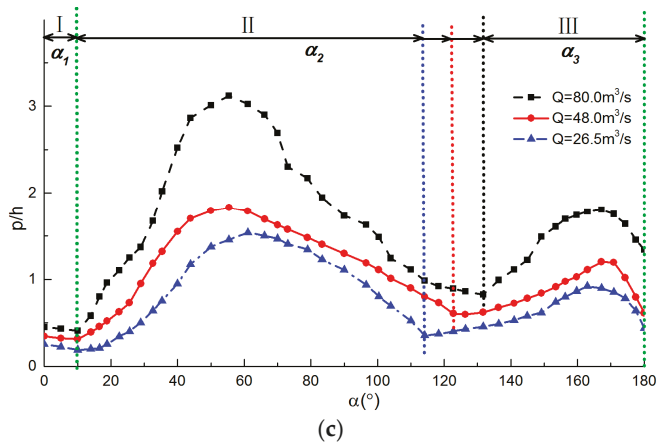 I II III
α1 α2 α3
3
2
1
0
p/h
Q=80.0m³/s
Q=48.0m³/s
Q=26.5m³/s
0 20 40 60 80 100 120 140 160 180
α(°)
(c)